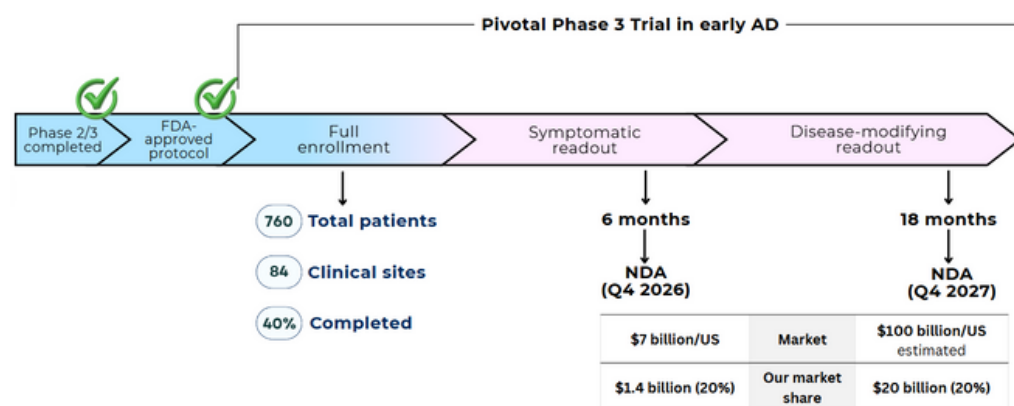 Pivotal Phase 3 Trial in early AD
Phase 2/3
completed
FDA-
approved
protocol
Full
enrollment
Symptomatic
readout
Disease-modifying
readout
760 Total patients
84 Clinical sites
40% Completed
6 months
NDA
(Q4 2026)
18 months
NDA
(Q4 2027)
$7 billion/US Market $100 billion/US
estimated
$1.4 billion (20%) Our market
share $20 billion (20%)